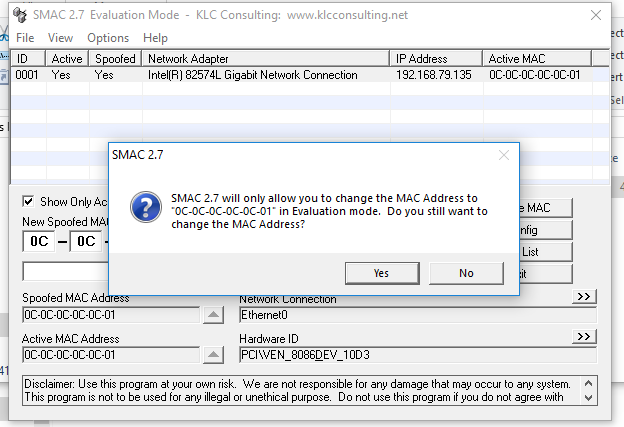 SMAC 2.7 Evaluation Mode - KLC Consulting: www.klcconsulting.net
File View Options Help
ID Active Spoofed Network Adapter IP Address Active MAC
0001 Yes Yes Intel(R) 82574L Gigabit Network Connection 192.168.79.135 0C-0C-0C-0C-0C-01
SMAC 2.7
SMAC 2.7 will only allow you to change the MAC Address to
"0C-0C-0C-0C-0C-01" in Evaluation mode. Do you still want to
change the MAC Address?
Yes No
Show Only Ac
New Spoofed MA
0C - 0C -
e MAC
nfig
List
it
Spoofed MAC Address
0C-0C-0C-0C-0C-01
Network Connection >>
Ethernet0
Active MAC Address
0C-0C-0C-0C-0C-01
Hardware ID >>
PCI\VEN_8086DEV_10D3
Disclaimer: Use this program at your own risk. We are not responsible for any damage that may occur to any system.
This program is not to be used for any illegal or unethical purpose. Do not use this program if you do not agree with